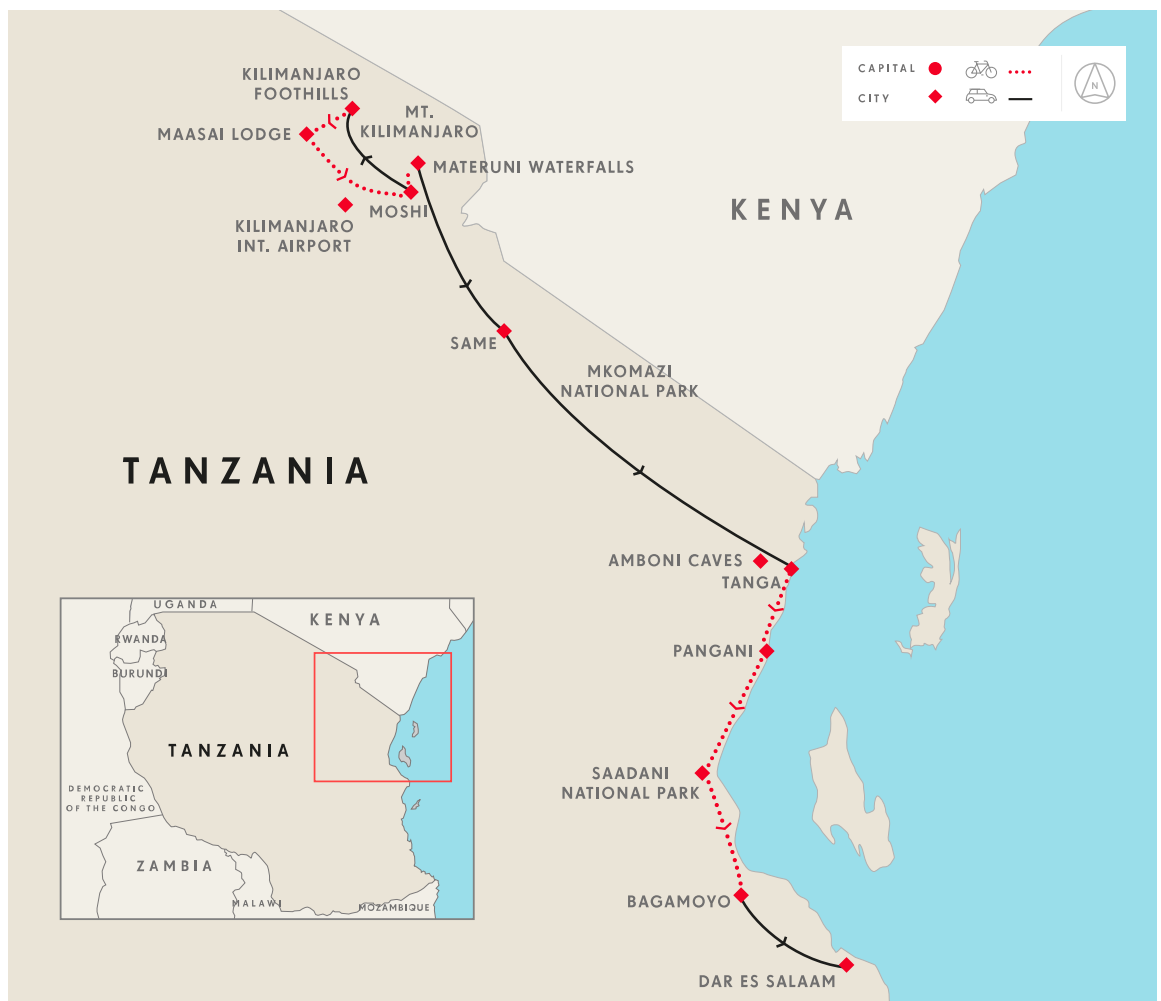 CAPITAL
CITY
N
KILIMANJARO
FOOTHILLS
MT.
KILIMANJARO
MAASAI LODGE
MATERUNI WATERFALLS
MOSHI
KILIMANJARO
INT. AIRPORT
KENYA
SAME
MKOMAZI
NATIONAL PARK
TANZANIA
AMBONI CAVES
TANGA
PANGANI
SAADANI
NATIONAL PARK
BAGAMOYO
DAR ES SALAAM
UGANDA
KENYA
RWANDA
BURUNDI
TANZANIA
DEMOCRATIC
REPUBLIC
OF THE CONGO
ZAMBIA
MALAWI
MOZAMBIQUE